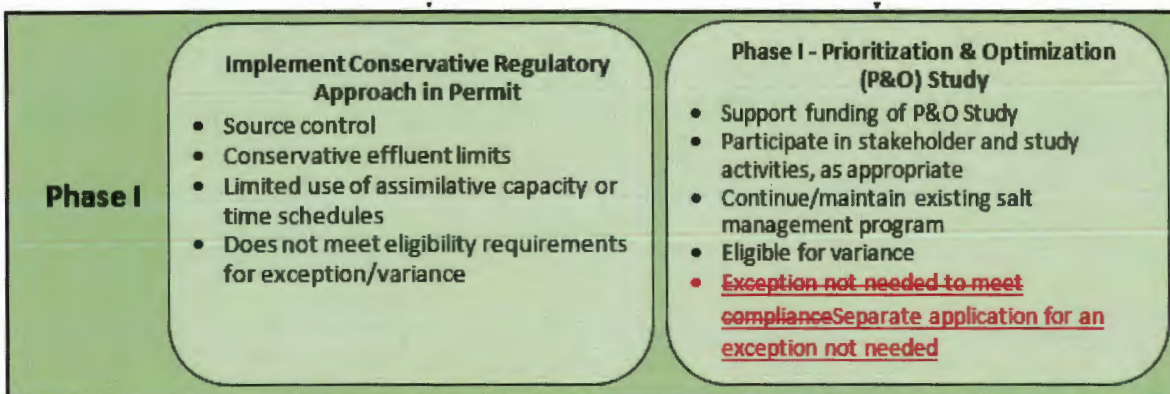 Phase I
Implement Conservative Regulatory
Approach in Permit
• Source control
• Conservative effluent limits
• Limited use of assimilative capacity or
time schedules
• Does not meet eligibility requirements
for exception/variance
Phase I - Prioritization & Optimization
(P&O) Study
• Support funding of P&O Study
• Participate in stakeholder and study
activities, as appropriate
• Continue/maintain existing salt
management program
• Eligible for variance
• Exception not needed to meet
complianceSeparate application for an
exception not needed